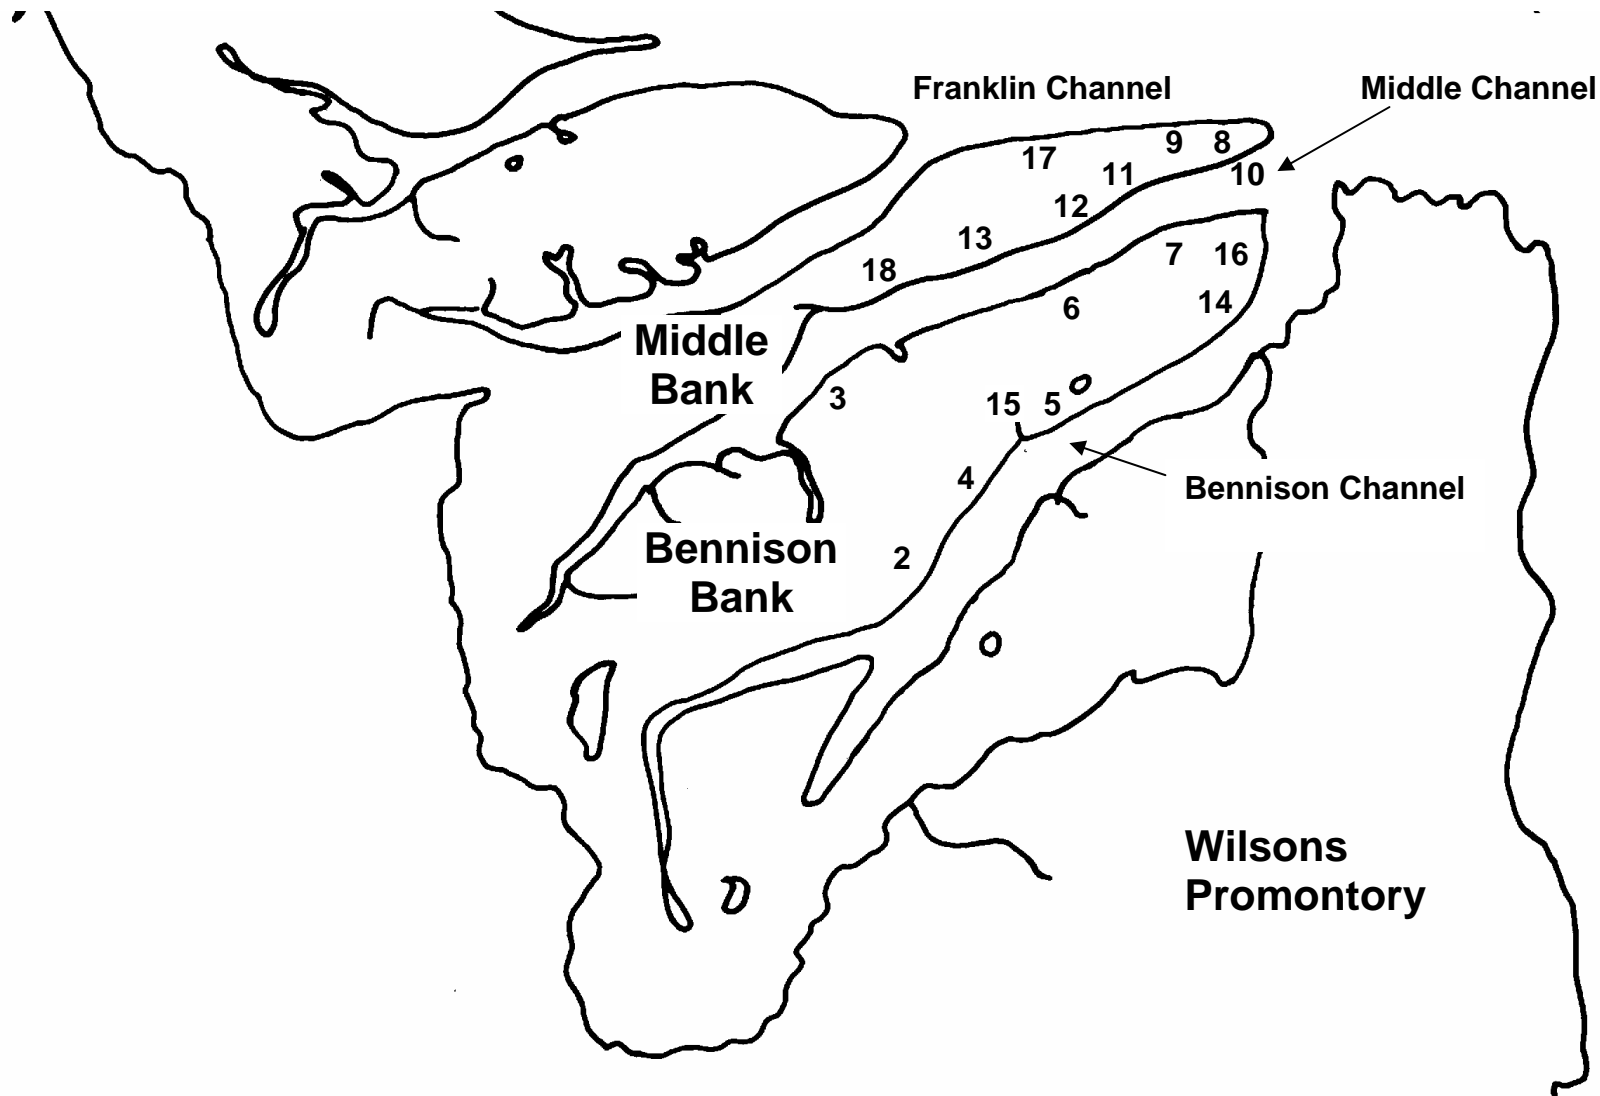 Franklin Channel
Middle Channel
9 8
17
11 10
12
13
18
7 16
6
14
Middle
Bank
3
15 5
4
Bennison Channel
Bennison
Bank
2
Wilsons
Promontory